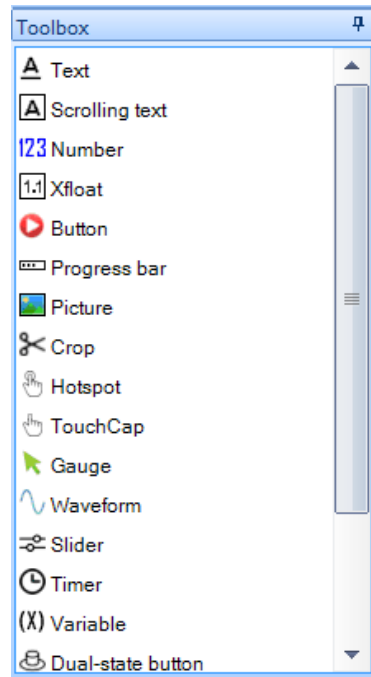 Toolbox
A Text
A Scrolling text
123 Number
1.1 Xfloat
Button
Progress bar
Picture
Crop
Hotspot
TouchCap
Gauge
Waveform
Slider
Timer
(X) Variable
Dual-state button